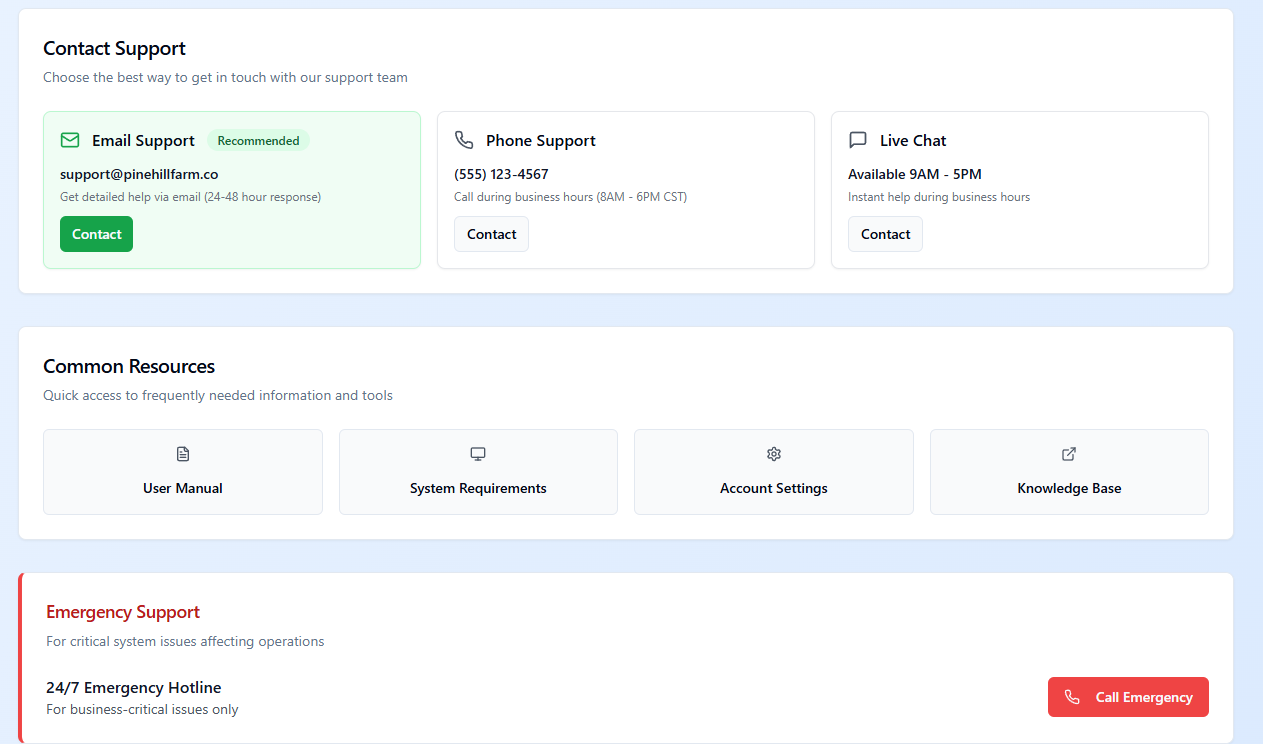 Contact Support
Choose the best way to get in touch with our support team
Email Support Recommended
support@pinehillfarm.co
Get detailed help via email (24-48 hour response)
Contact
Phone Support
(555) 123-4567
Call during business hours (8AM - 6PM CST)
Contact
Live Chat
Available 9AM - 5PM
Instant help during business hours
Contact
Common Resources
Quick access to frequently needed information and tools
User Manual
System Requirements
Account Settings
Knowledge Base
Emergency Support
For critical system issues affecting operations
24/7 Emergency Hotline
For business-critical issues only
Call Emergency